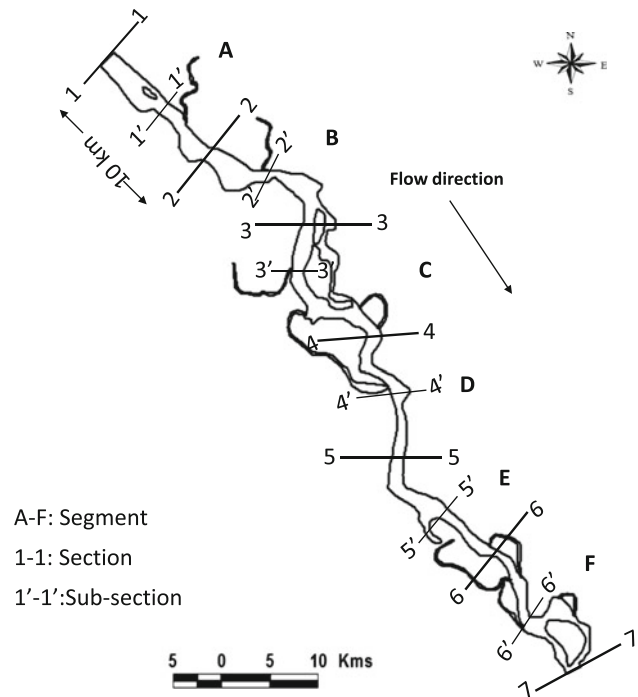 1
A
N
W E
S
1
1'
1'
10 km
2
B
2'
2
2'
Flow direction
3 3
3' 3'
C
4 4
D
4' 4'
5 5
5'
E
A-F: Segment
6
5'
1-1: Section
F
6
6'
1'-1':Sub-section
6'
7
5 0 5 10 Kms
7